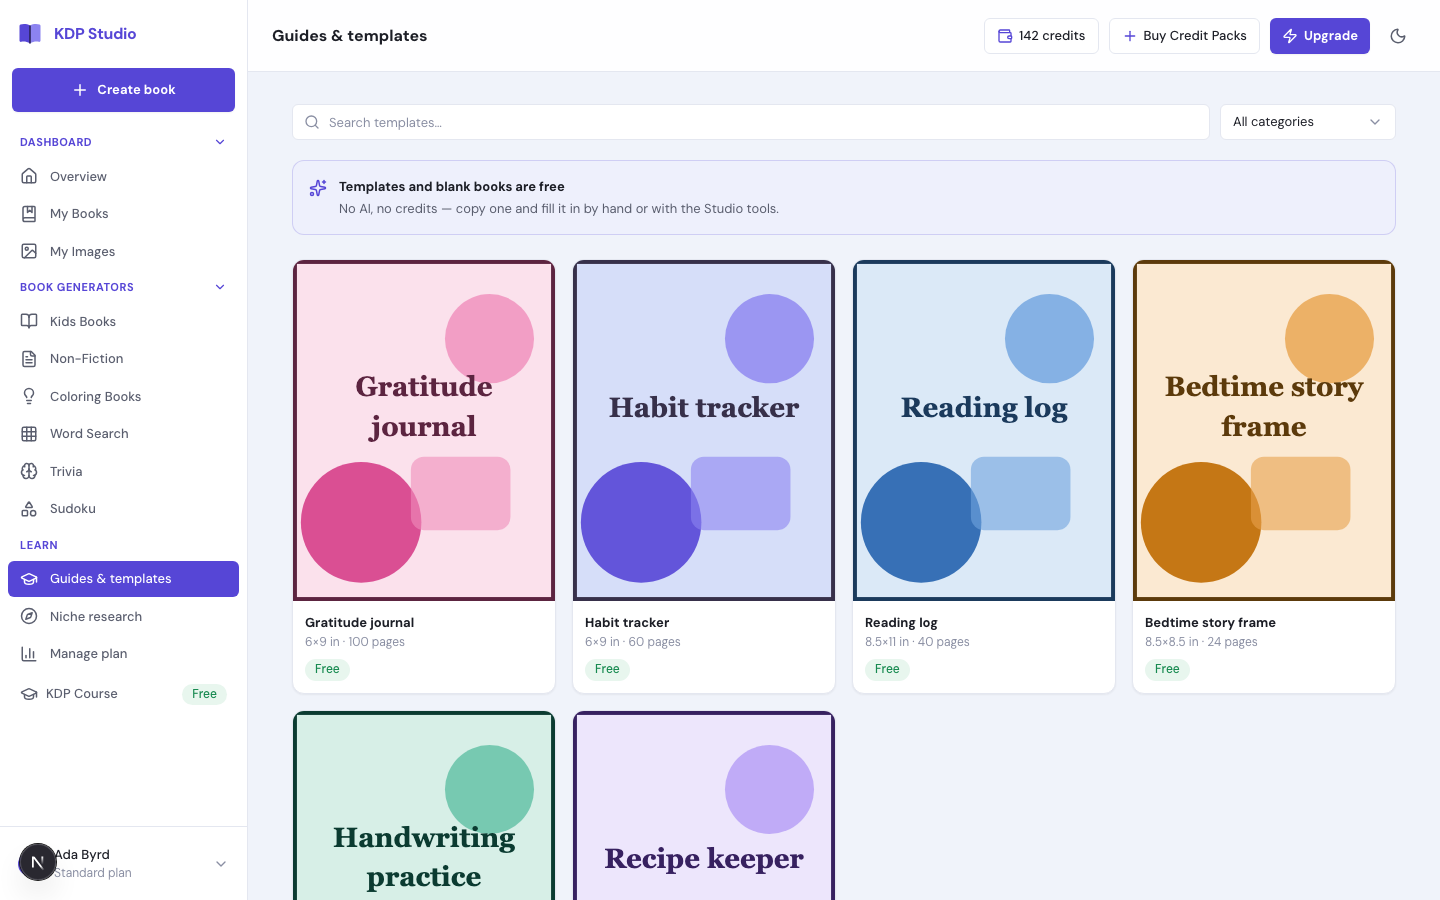 KDP Studio
Create book
DASHBOARD
Overview
My Books
My Images
BOOK GENERATORS
Kids Books
Non-Fiction
Coloring Books
Word Search
Trivia
Sudoku
LEARN
Guides & templates
Niche research
Manage plan
KDP Course
Free
N
Ada Byrd
Standard plan
Guides & templates
142 credits
Buy Credit Packs
Upgrade
Search templates…
All categories
Templates and blank books are free
No AI, no credits — copy one and fill it in by hand or with the Studio tools.
Gratitude
journal
Gratitude journal
6×9 in · 100 pages
Free
Habit tracker
Habit tracker
6×9 in · 60 pages
Free
Reading log
Reading log
8.5×11 in · 40 pages
Free
Bedtime story
frame
Bedtime story frame
8.5×8.5 in · 24 pages
Free
Handwriting
practice
Recipe keeper